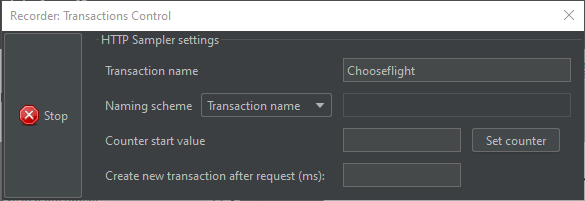 Recorder: Transactions Control
HTTP Sampler settings
Transaction name Chooseflight
Stop
Naming scheme Transaction name
Counter start value Set counter
Create new transaction after request (ms):